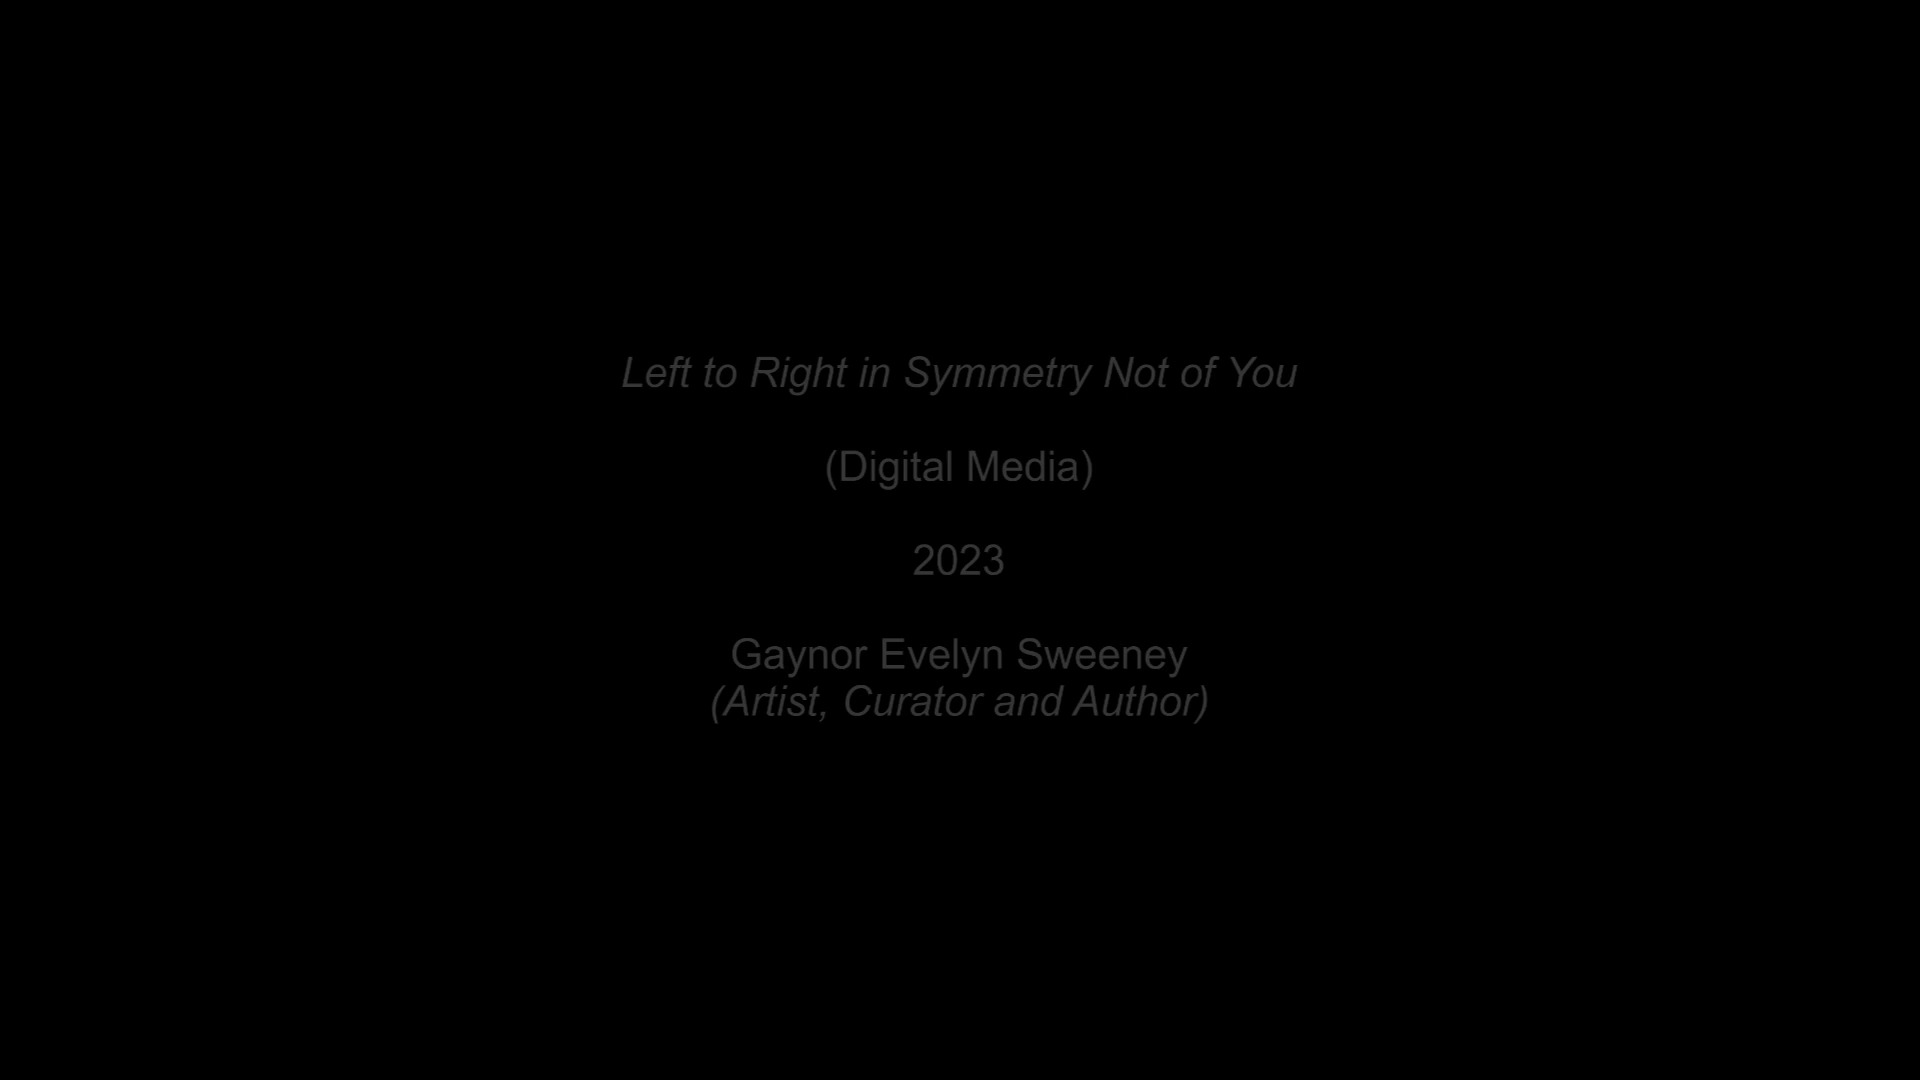 Left to Right in Symmetry Not of You
(Digital Media)
2023
Gaynor Evelyn Sweeney
(Artist, Curator and Author)